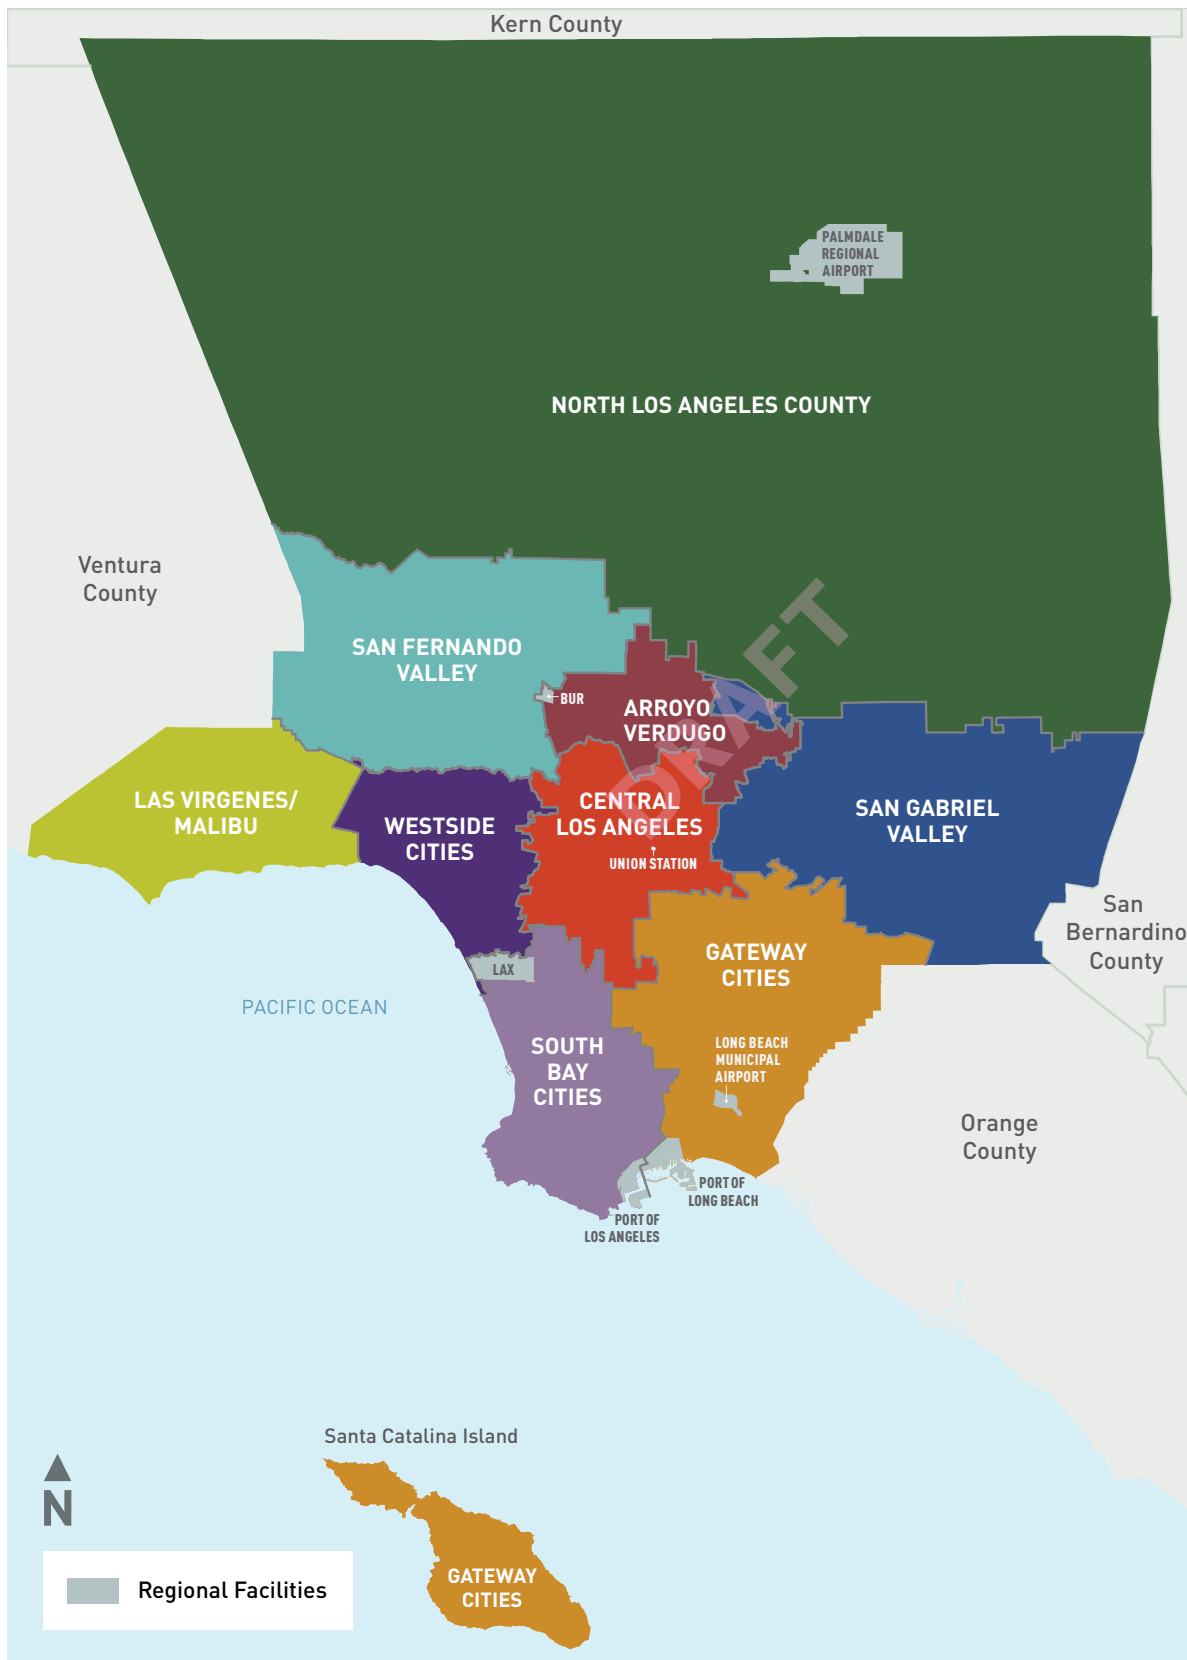 Kern County
PALMDALE
REGIONAL
AIRPORT
NORTH LOS ANGELES COUNTY
Ventura
County
SAN FERNANDO
VALLEY
BUR
ARROYO
VERDUGO
DRAFT
LAS VIRGENES/
MALIBU
WESTSIDE
CITIES
CENTRAL
LOS ANGELES
UNION STATION
SAN GABRIEL
VALLEY
San
Bernardino
County
GATEWAY
CITIES
LAX
PACIFIC OCEAN
SOUTH
BAY
CITIES
LONG BEACH
MUNICIPAL
AIRPORT
Orange
County
PORT OF
LONG BEACH
PORT OF
LOS ANGELES
Santa Catalina Island
GATEWAY
CITIES
N
Regional Facilities